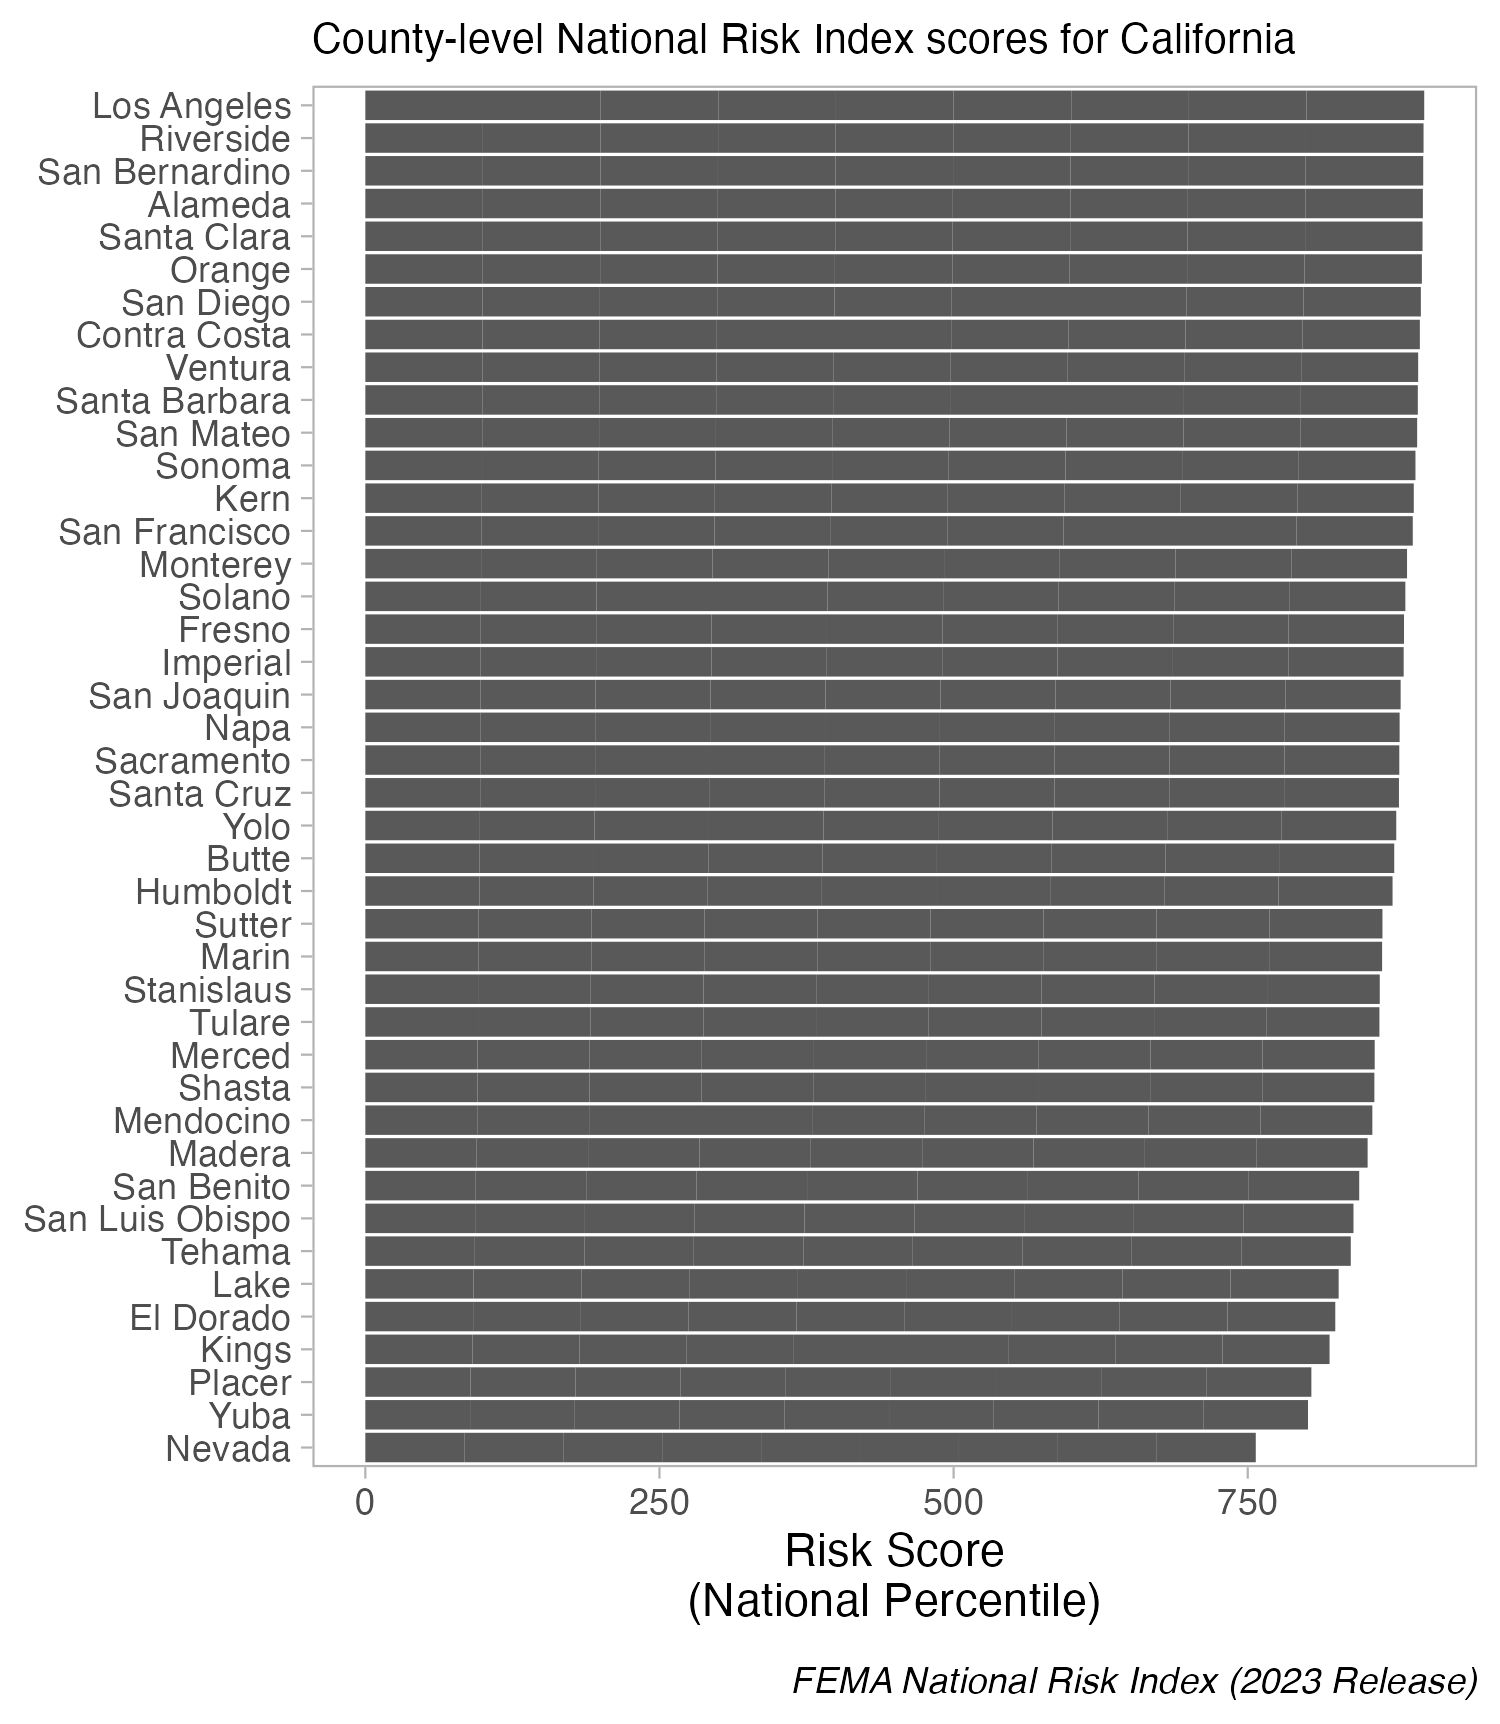 County-level National Risk Index scores for California
Los Angeles
Riverside
San Bernardino
Alameda
Santa Clara
Orange
San Diego
Contra Costa
Ventura
Santa Barbara
San Mateo
Sonoma
Kern
San Francisco
Monterey
Solano
Fresno
Imperial
San Joaquin
Napa
Sacramento
Santa Cruz
Yolo
Butte
Humboldt
Sutter
Marin
Stanislaus
Tulare
Merced
Shasta
Mendocino
Madera
San Benito
San Luis Obispo
Tehama
Lake
El Dorado
Kings
Placer
Yuba
Nevada
0 250 500 750
Risk Score
(National Percentile)
FEMA National Risk Index (2023 Release)